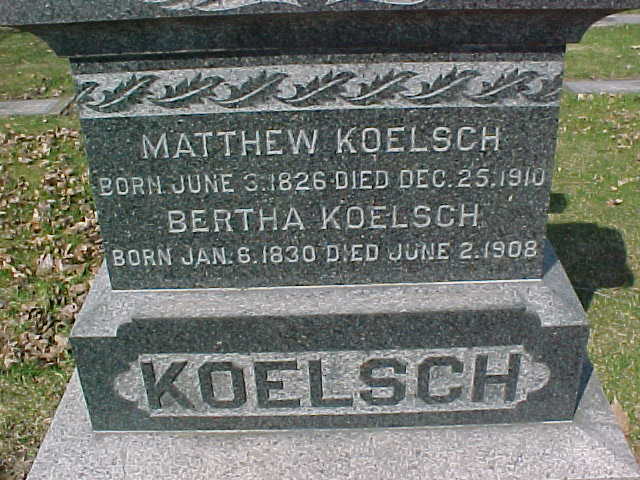 MATTHEW KOELSCH
BORN JUNE 3.1826 DIED DEC.25.1910
BERTHA KOELSCH
BORN JAN.6.1830 DIED JUNE 2.1908
KOELSCH